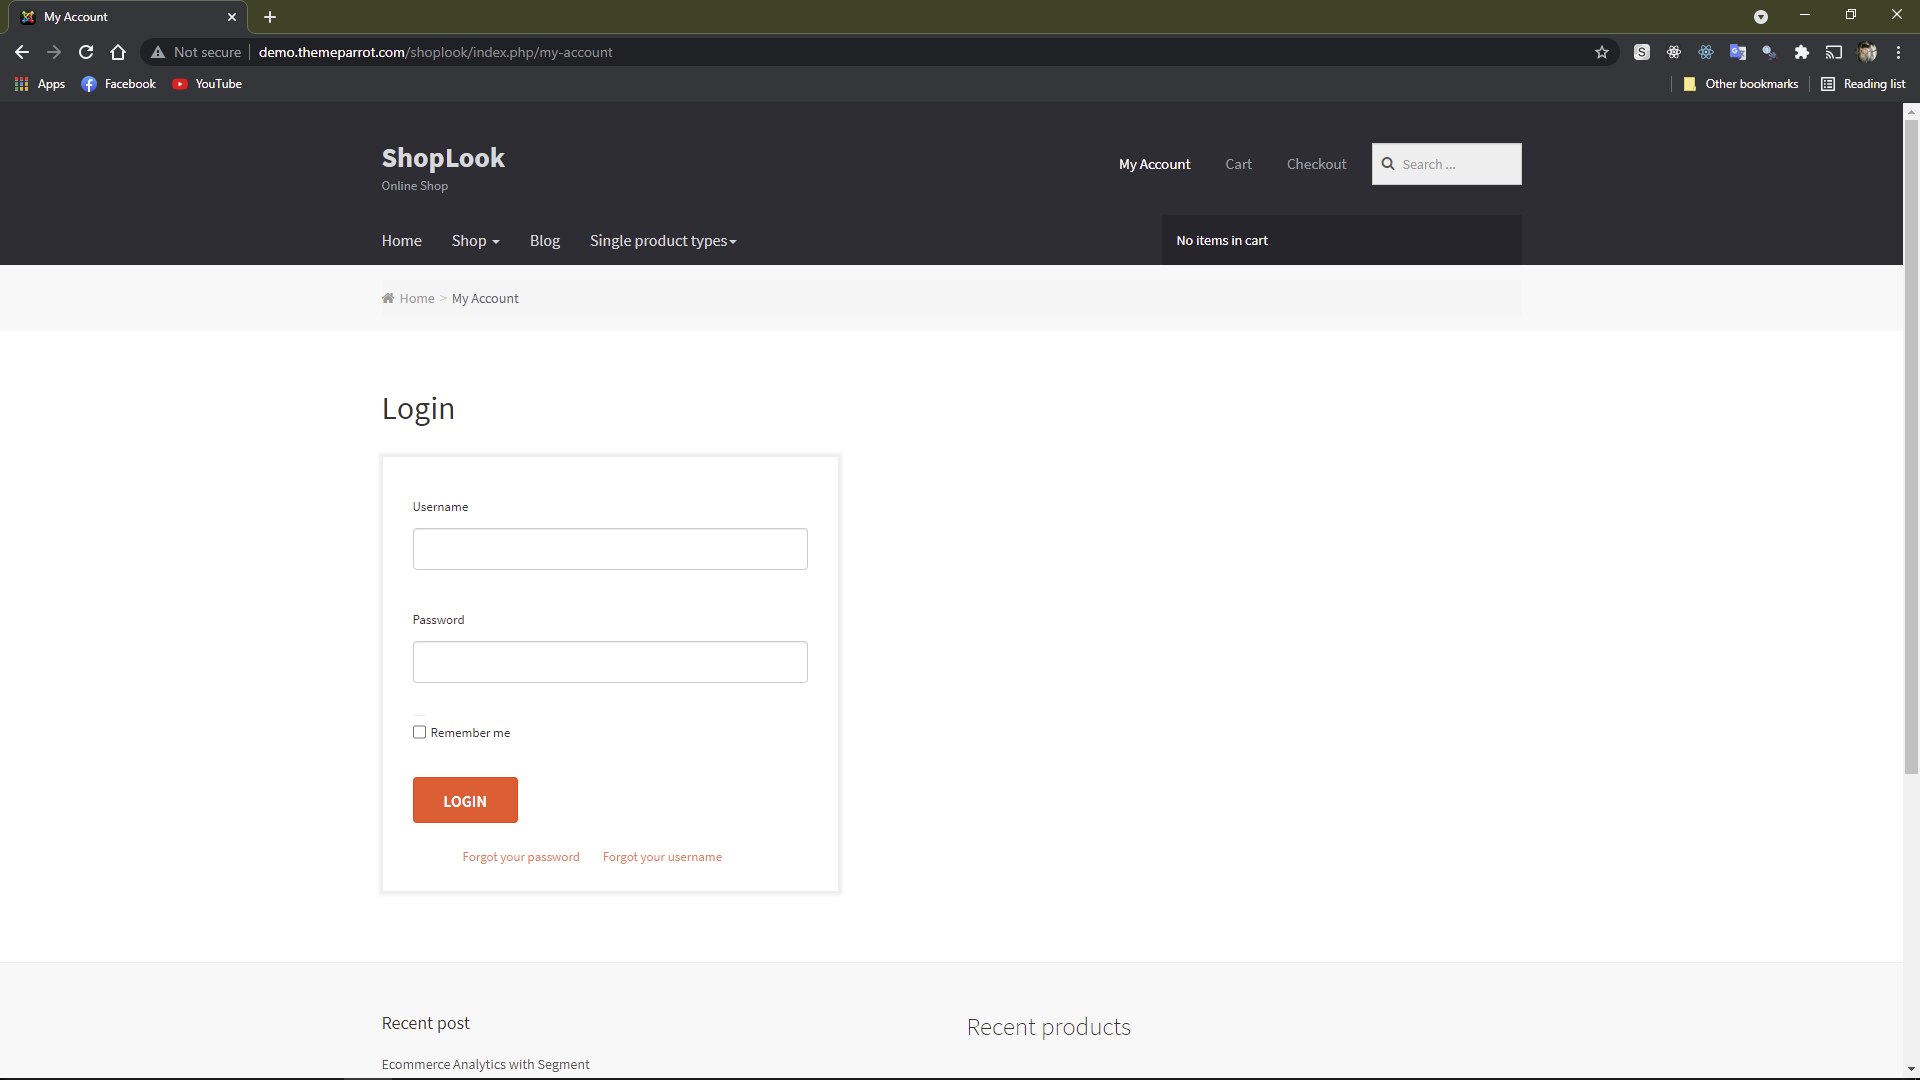 My Account
Not secure
demo.themeparrot.com/shoplook/index.php/my-account
Apps
Facebook
YouTube
Other bookmarks
Reading list
ShopLook
Online Shop
My Account
Cart
Checkout
Search ...
Home
Shop
Blog
Single product types
No items in cart
Home > My Account
Login
Username
Password
Remember me
LOGIN
Forgot your password
Forgot your username
Recent post
Recent products
Ecommerce Analytics with Segment